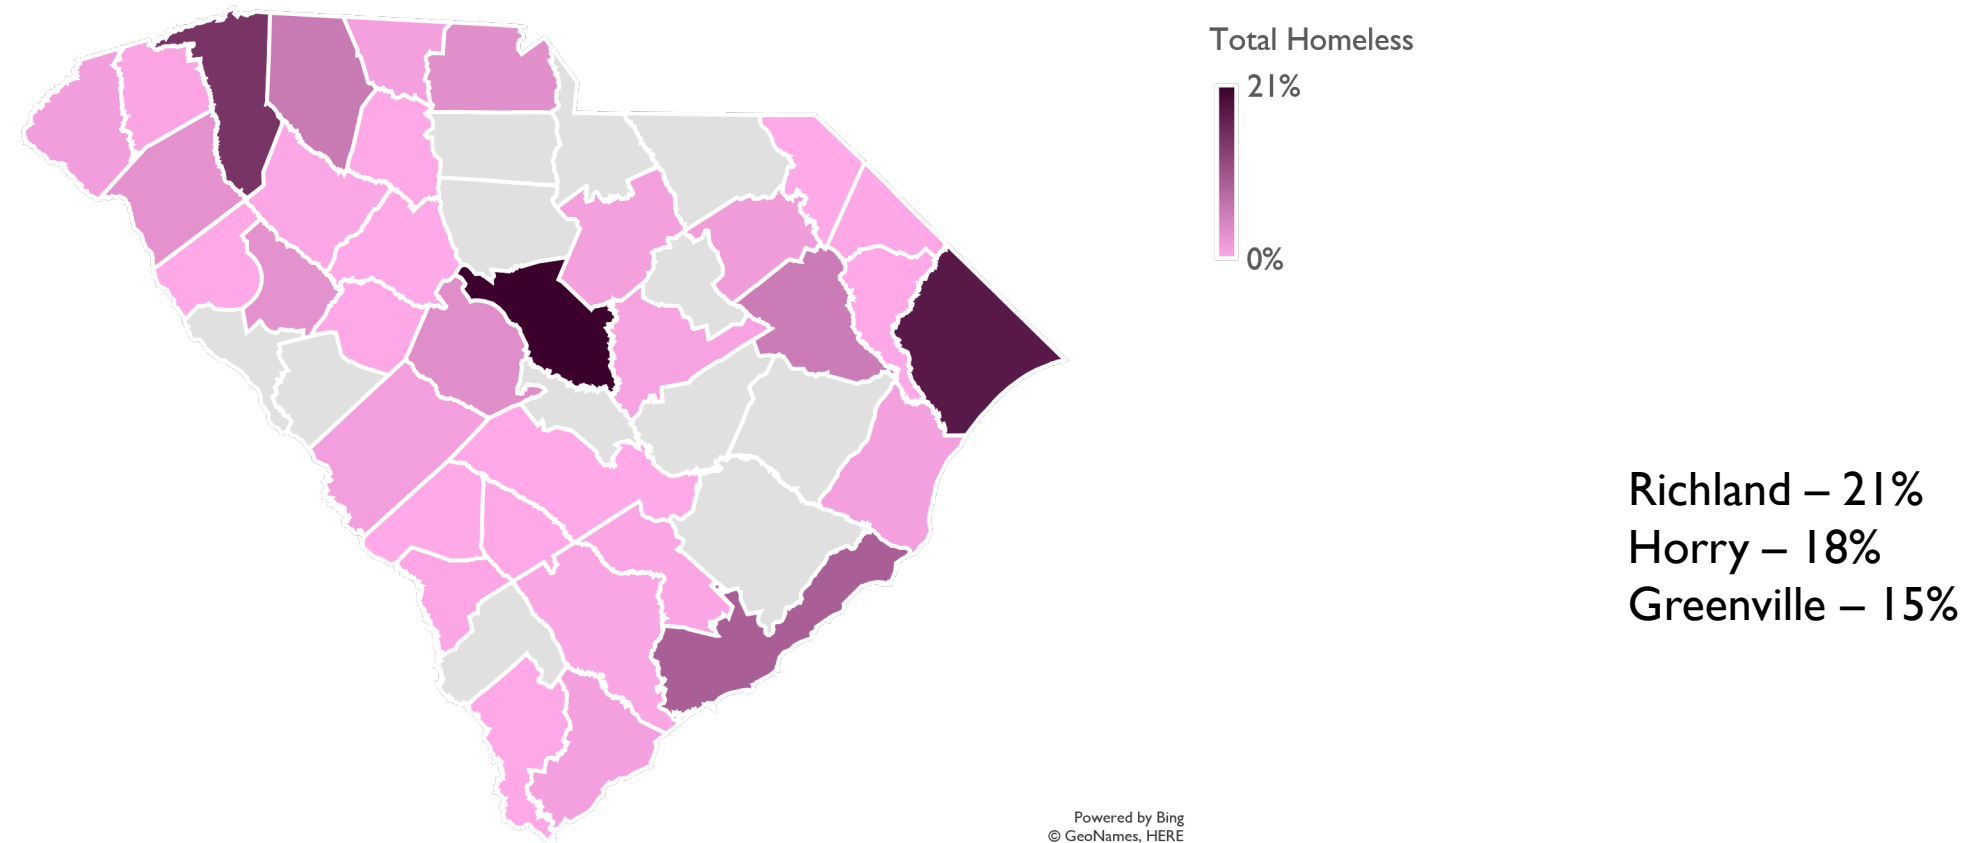 Total Homeless
21%
0%
Richland – 21%
Horry – 18%
Greenville – 15%
Powered by Bing
© GeoNames, HERE